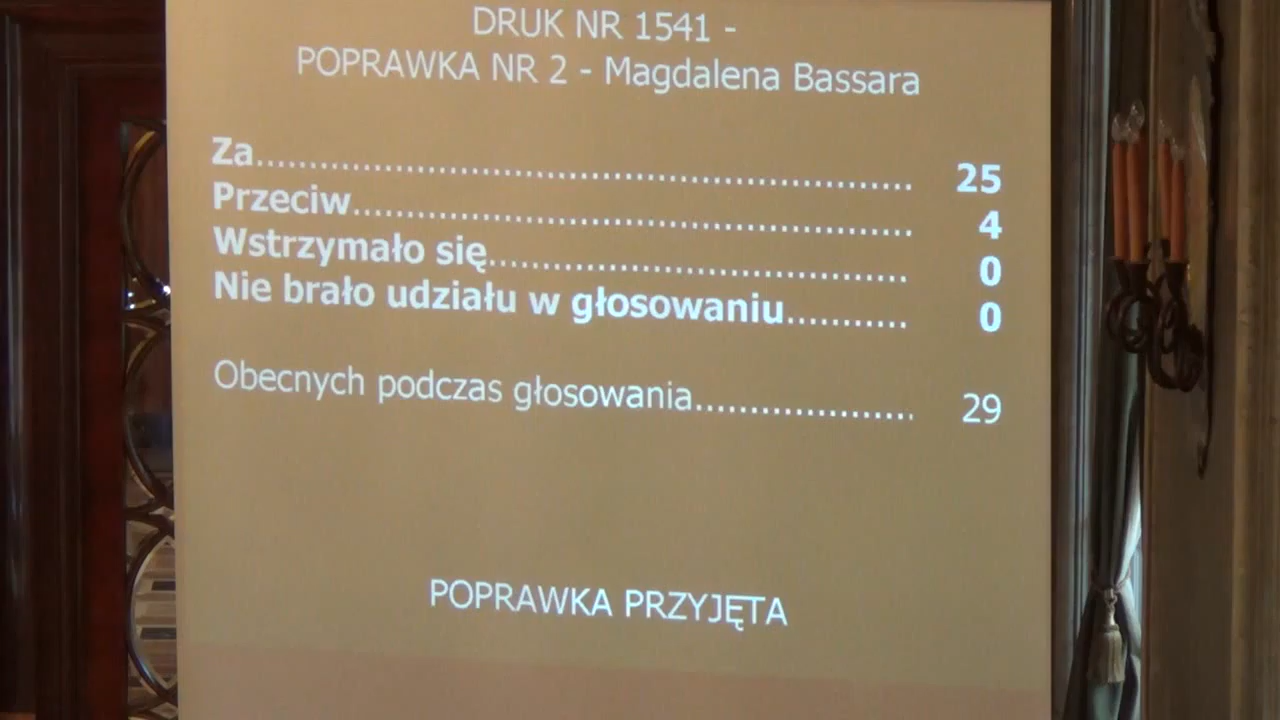 DRUK NR 1541 -
POPRAWKA NR 2 - Magdalena Bassara
Za.................................................. 25
Przeciw........................................... 4
Wstrzymało się................................ 0
Nie brało udziału w głosowaniu.......... 0
Obecnych podczas głosowania................. 29
POPRAWKA PRZYJĘTA